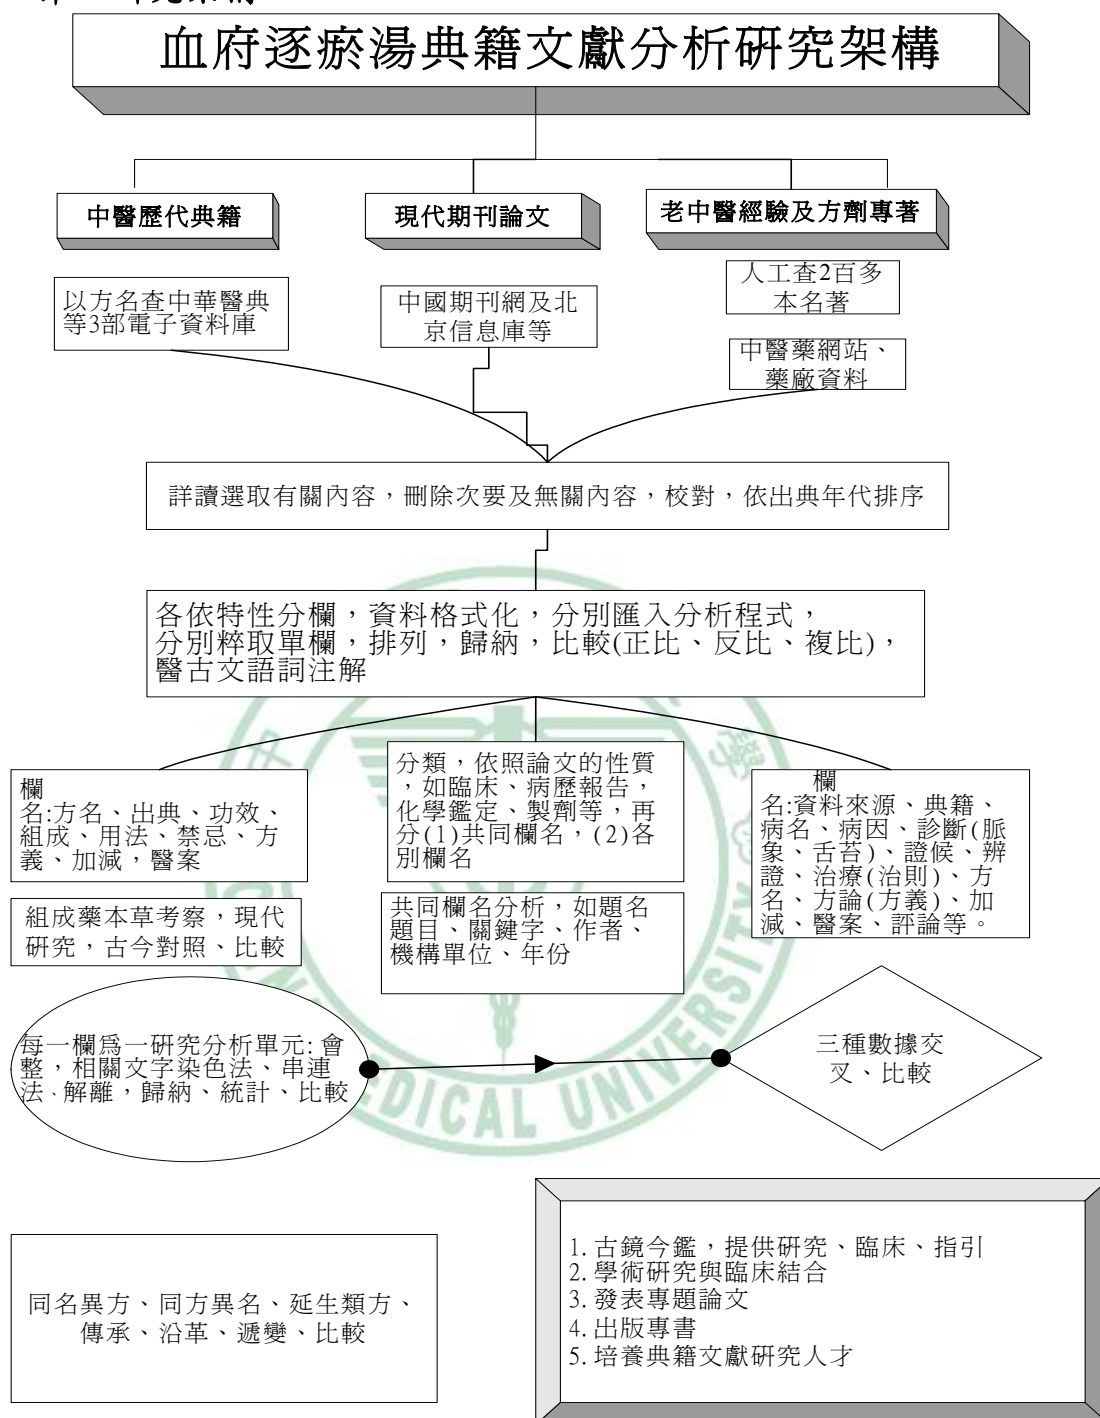 血府逐瘀湯典籍文獻分析研究架構
中醫歷代典籍
現代期刊論文
老中醫經驗及方劑專著
以方名查中華醫典
等3部電子資料庫
中國期刊網及北
京信息庫等
人工查2百多
本名著
中醫藥網站、
藥廠資料
詳讀選取有關內容，刪除次要及無關內容，校對，依出典年代排序
各依特性分欄，資料格式化，分別匯入分析程式，
分別粹取單欄，排列，歸納，比較(正比、反比、複比)，
醫古文語詞注解
欄
名:方名、出典、功效、
組成、用法、禁忌、方
義、加減，醫案
組成藥本草考察，現代
研究，古今對照、比較
分類，依照論文的性質
，如臨床、病歷報告，
化學鑑定、製劑等，再
分(1)共同欄名，(2)各
別欄名
共同欄名分析，如題名
題目、關鍵字、作者、
機構單位、年份
欄
名:資料來源、典籍、
病名、病因、診斷(脈
象、舌苔)、證候、辨
證、治療(治則)、方
名、方論(方義)、加
減、醫案、評論等。
每一欄爲一研究分析單元:會
整，相關文字染色法、串連
法、解離，歸納、統計、比較
三種數據交
叉、比較
同名異方、同方異名、延生類方、
傳承、沿革、遞變、比較
1.古鏡今鑑，提供研究、臨床、指引
2.學術研究與臨床結合
3.發表專題論文
4.出版專書
5.培養典籍文獻研究人才
中
學
MEDICAL UNIVERSITY